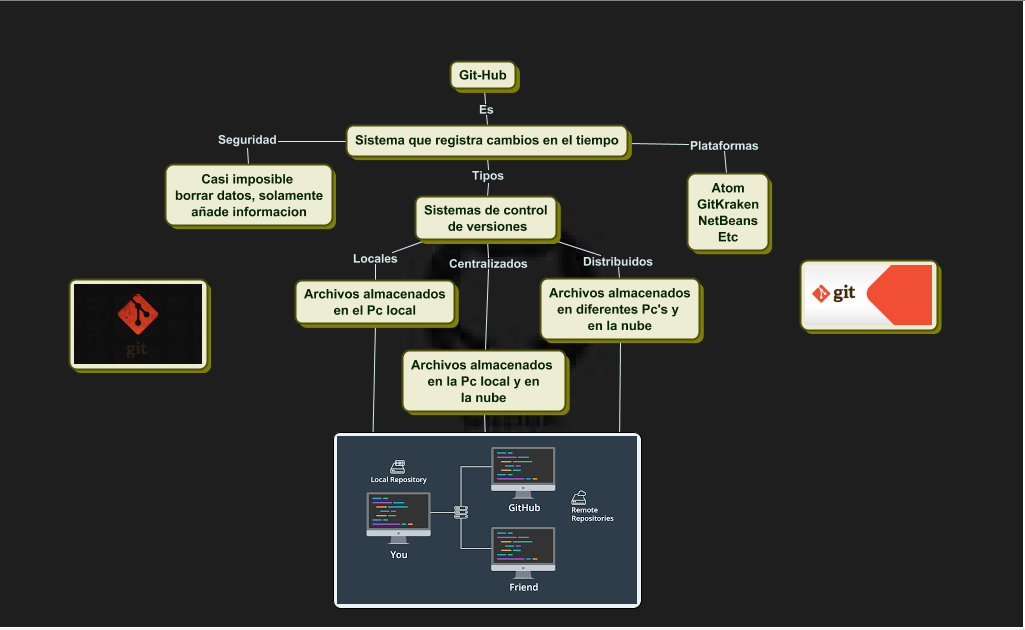 Git-Hub
Es
Sistema que registra cambios en el tiempo
Seguridad
Plataformas
Casi imposible
borrar datos, solamente
añade informacion
Atom
GitKraken
NetBeans
Etc
Tipos
Sistemas de control
de versiones
Locales
Centralizados
Distribuidos
Archivos almacenados
en el Pc local
Archivos almacenados
en diferentes Pc's y
en la nube
git
git
Archivos almacenados
en la Pc local y en
la nube
Local Repository
You
GitHub
Remote
Repositories
Friend